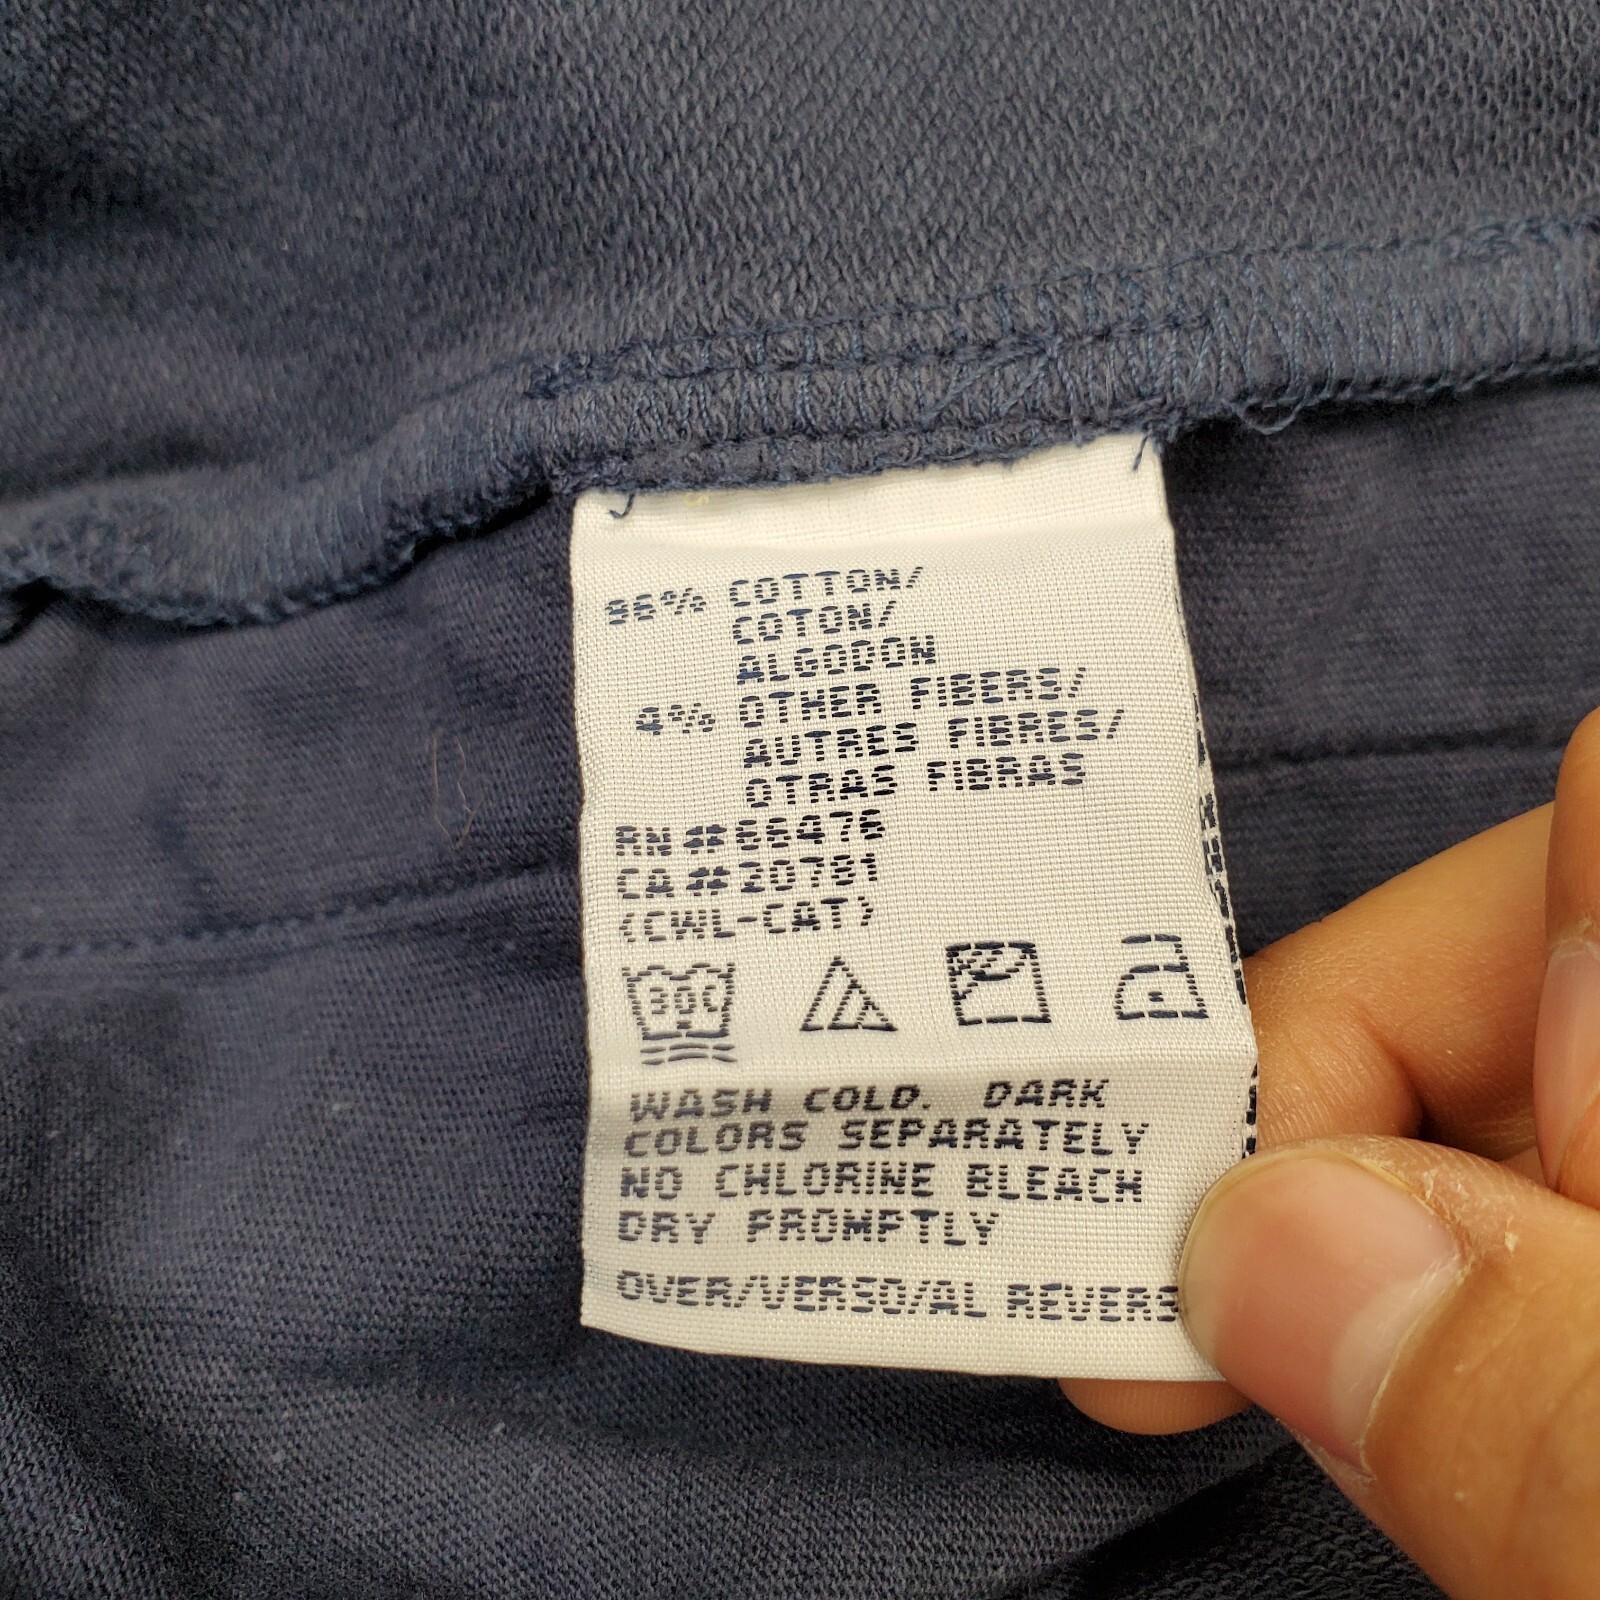 96% COTTON/
COTON/
ALGODON
4% OTHER FIBERS/
AUTRES FIBRES/
OTRAS FIBRAS
RN#66476
CA#20781
(CWL-CAT)
30C
WASH COLD. DARK
COLORS SEPARATELY
NO CHLORINE BLEACH
DRY PROMPTLY
OVER/VERSO/AL REVERS